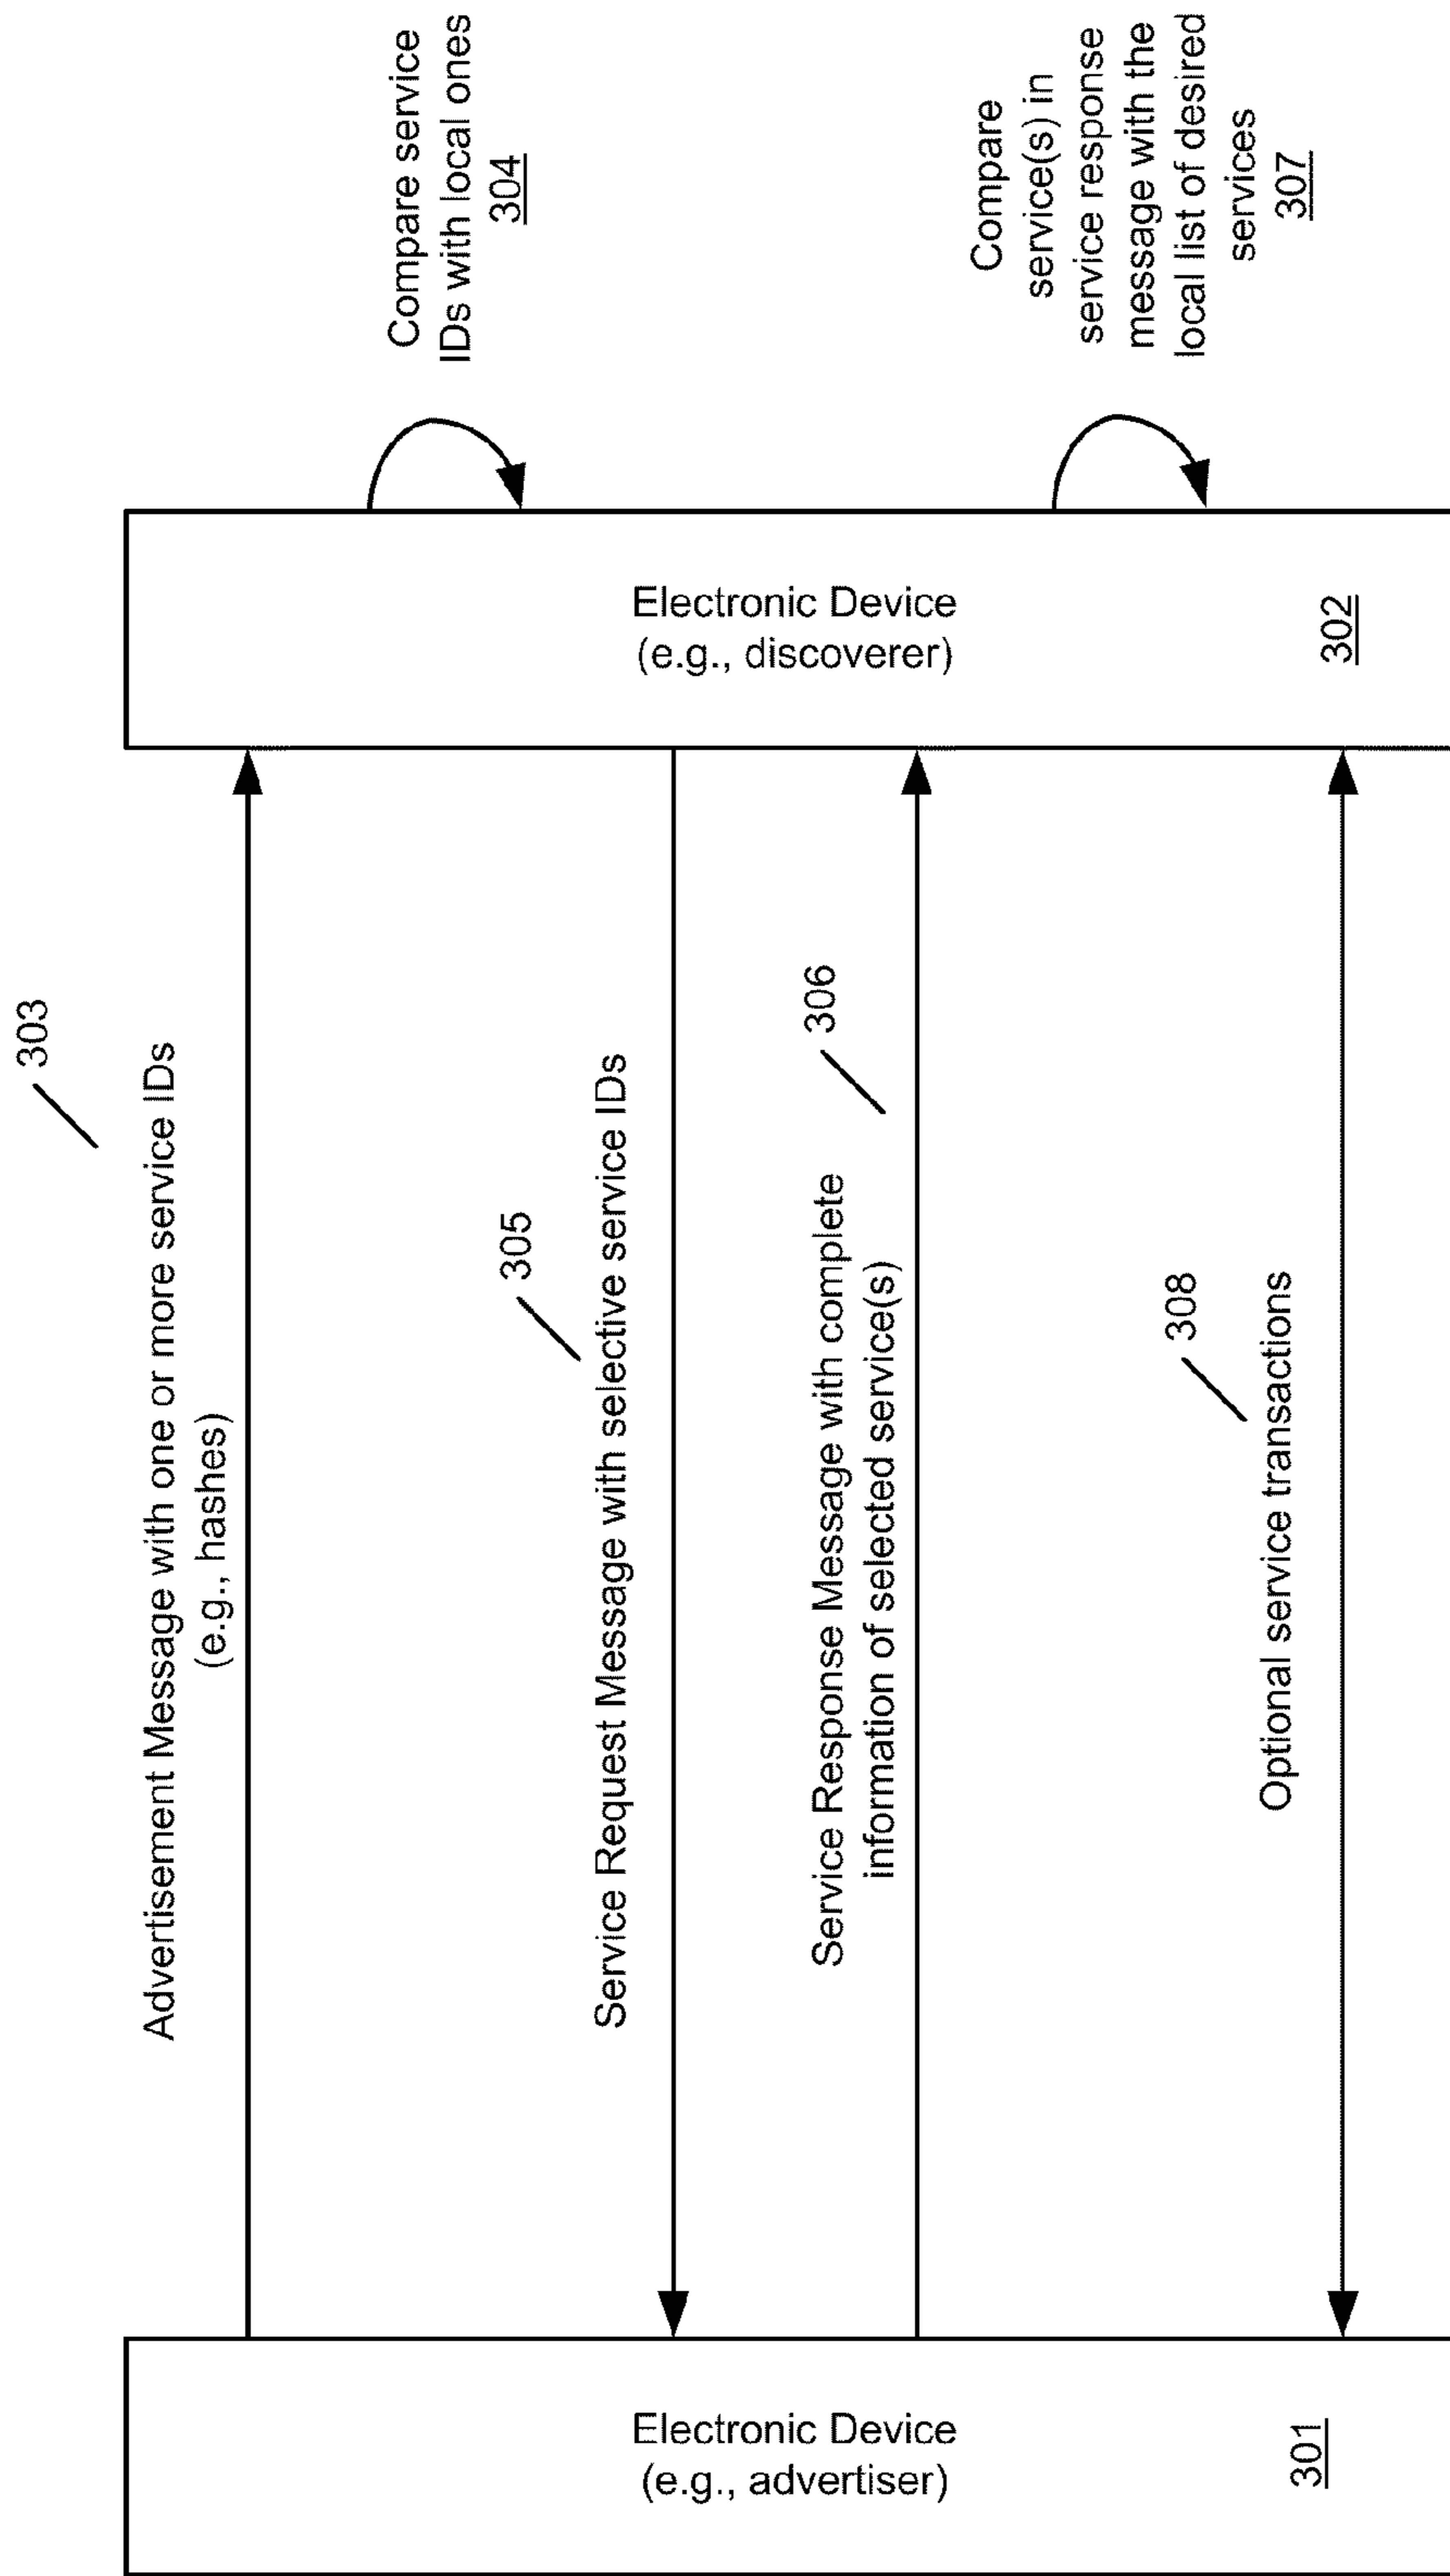 303
Advertisement Message with one or more service IDs
(e.g., hashes)
Compare service
IDs with local ones
304
305
Service Request Message with selective service IDs
306
Service Response Message with complete
information of selected service(s)
Compare
service(s) in
service response
message with the
local list of desired
services
307
308
Optional service transactions
Electronic Device
(e.g., advertiser)
301
Electronic Device
(e.g., discoverer)
302